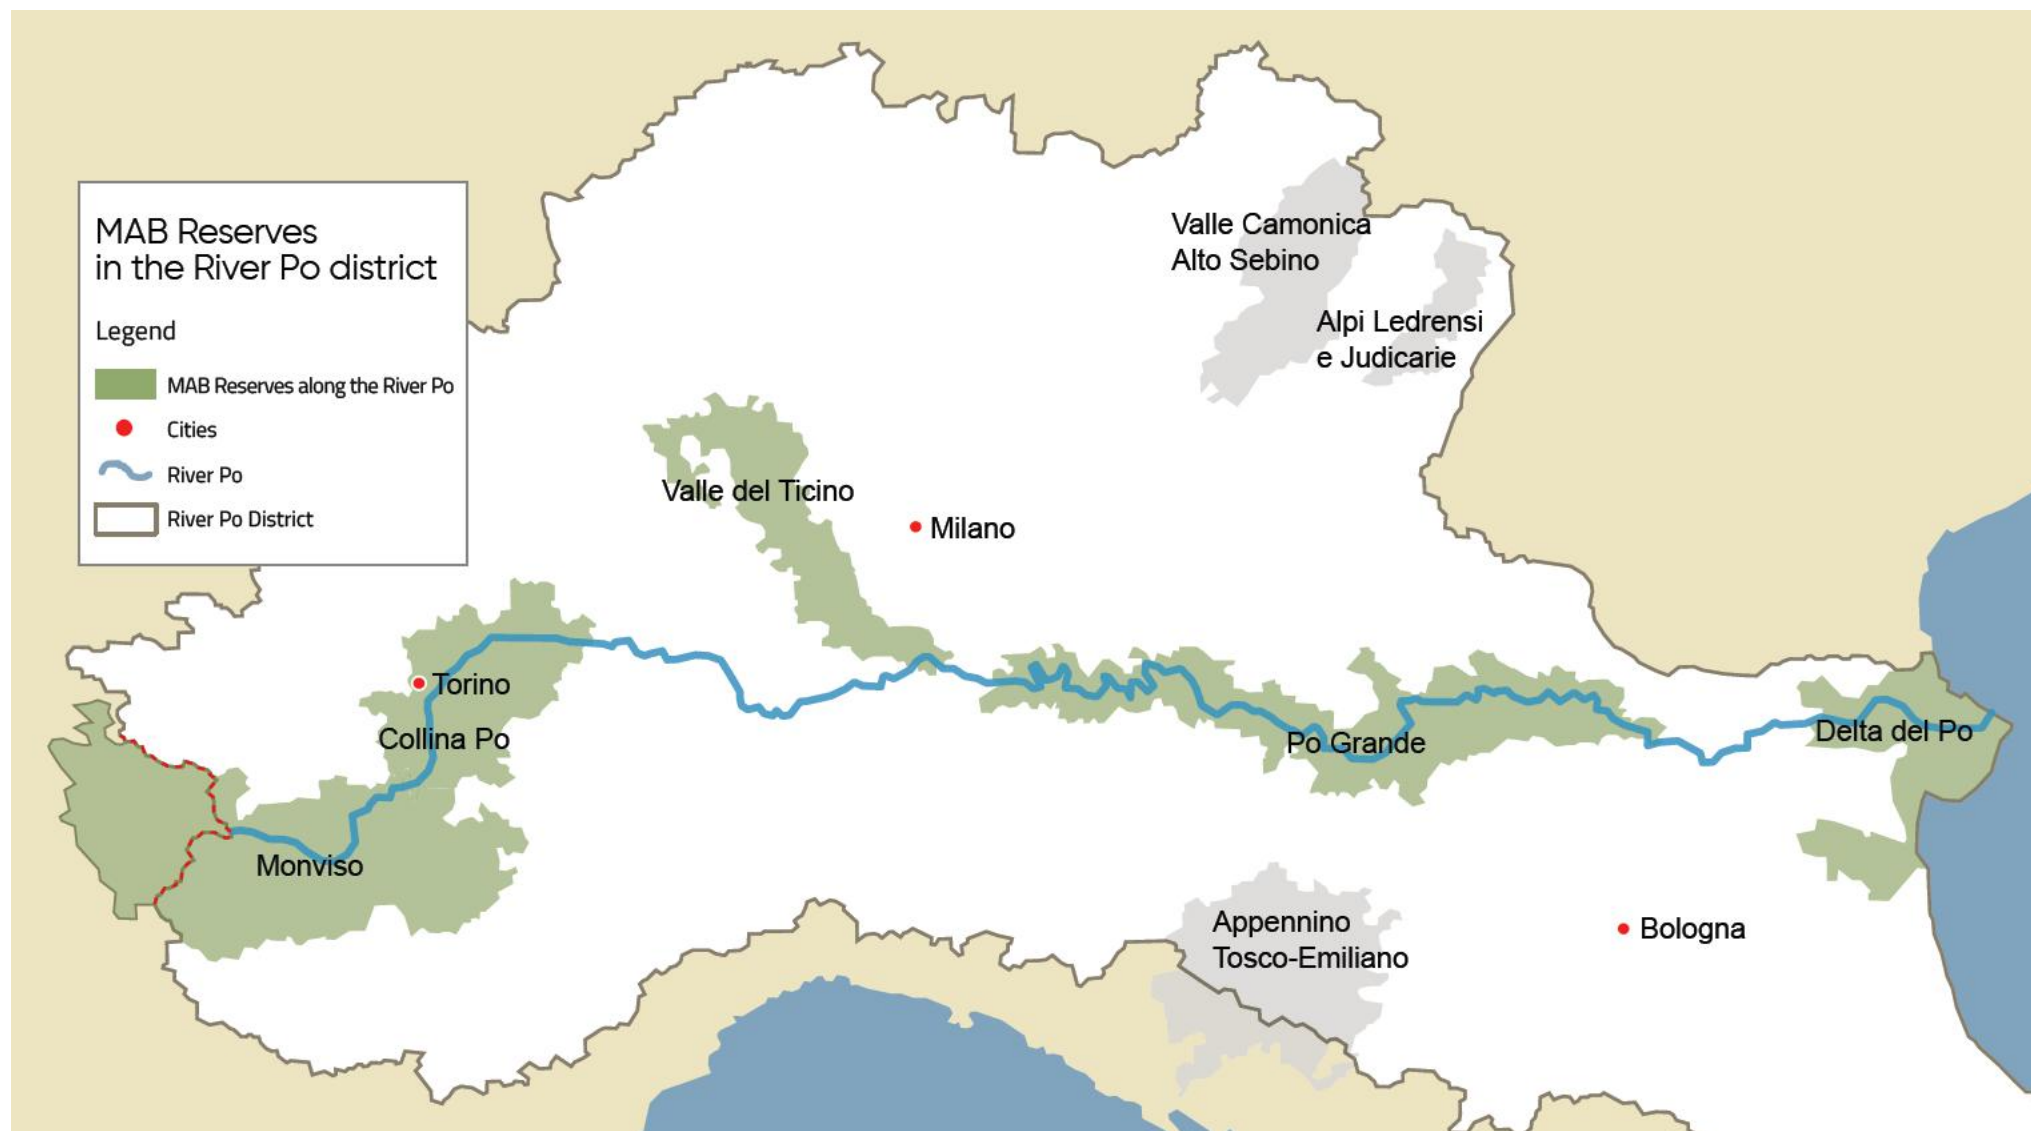 MAB Reserves
in the River Po district
Legend
MAB Reserves along the River Po
Cities
River Po
River Po District
Valle Camonica
Alto Sebino
Alpi Ledrensi
e Judicarie
Valle del Ticino
Milano
Torino
Collina Po
Po Grande
Delta del Po
Monviso
Appennino
Tosco-Emiliano
Bologna